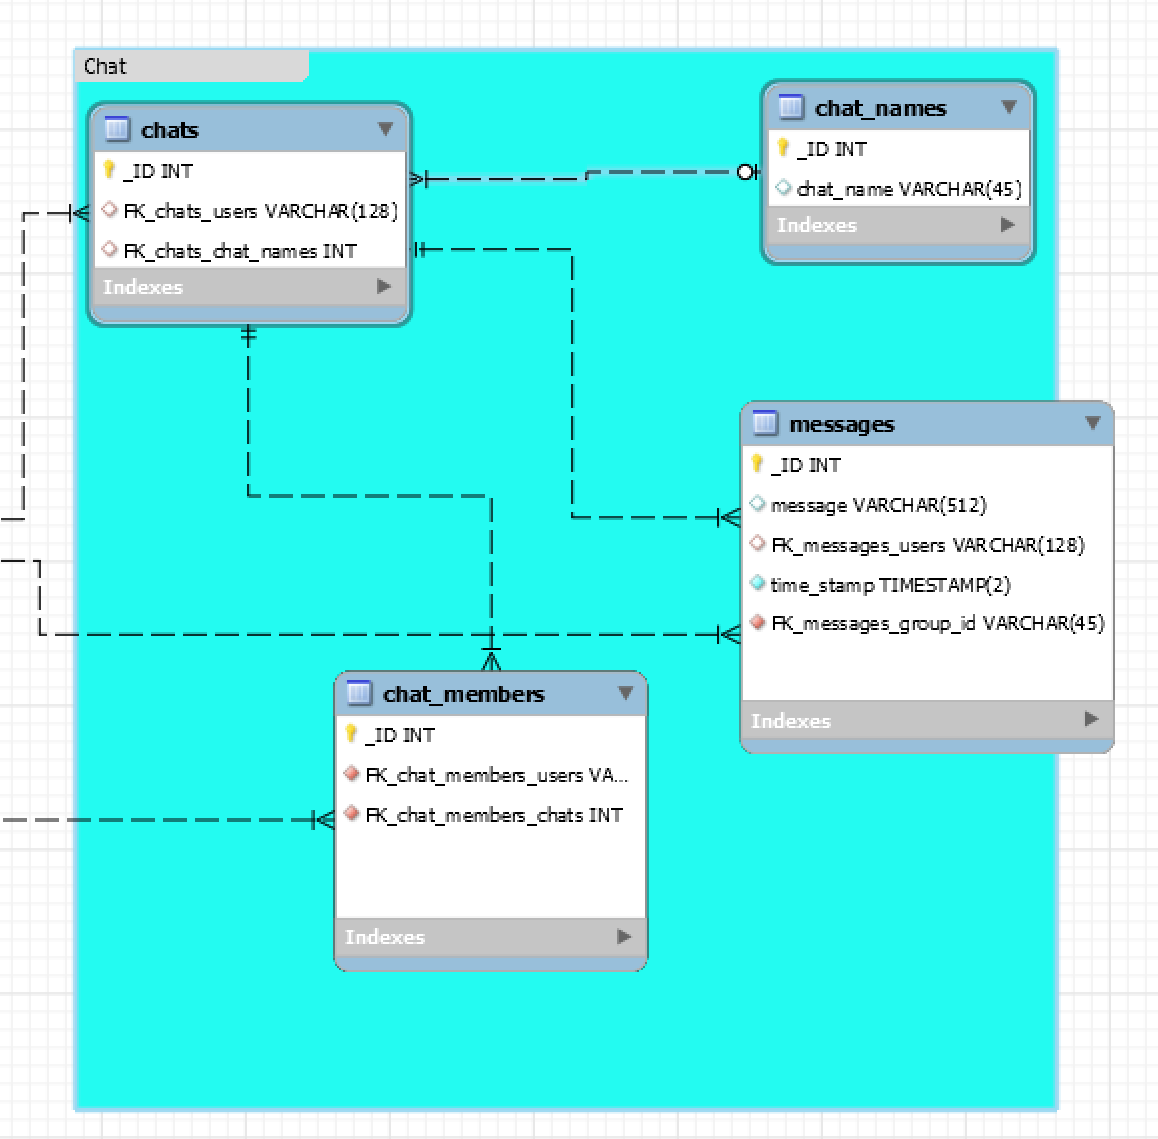 Chat
chats
_ID INT
FK_chats_users VARCHAR(128)
FK_chats_chat_names INT
Indexes
chat_names
_ID INT
chat_name VARCHAR(45)
Indexes
messages
_ID INT
message VARCHAR(512)
FK_messages_users VARCHAR(128)
time_stamp TIMESTAMP(2)
FK_messages_group_id VARCHAR(45)
Indexes
chat_members
_ID INT
FK_chat_members_users VA...
FK_chat_members_chats INT
Indexes